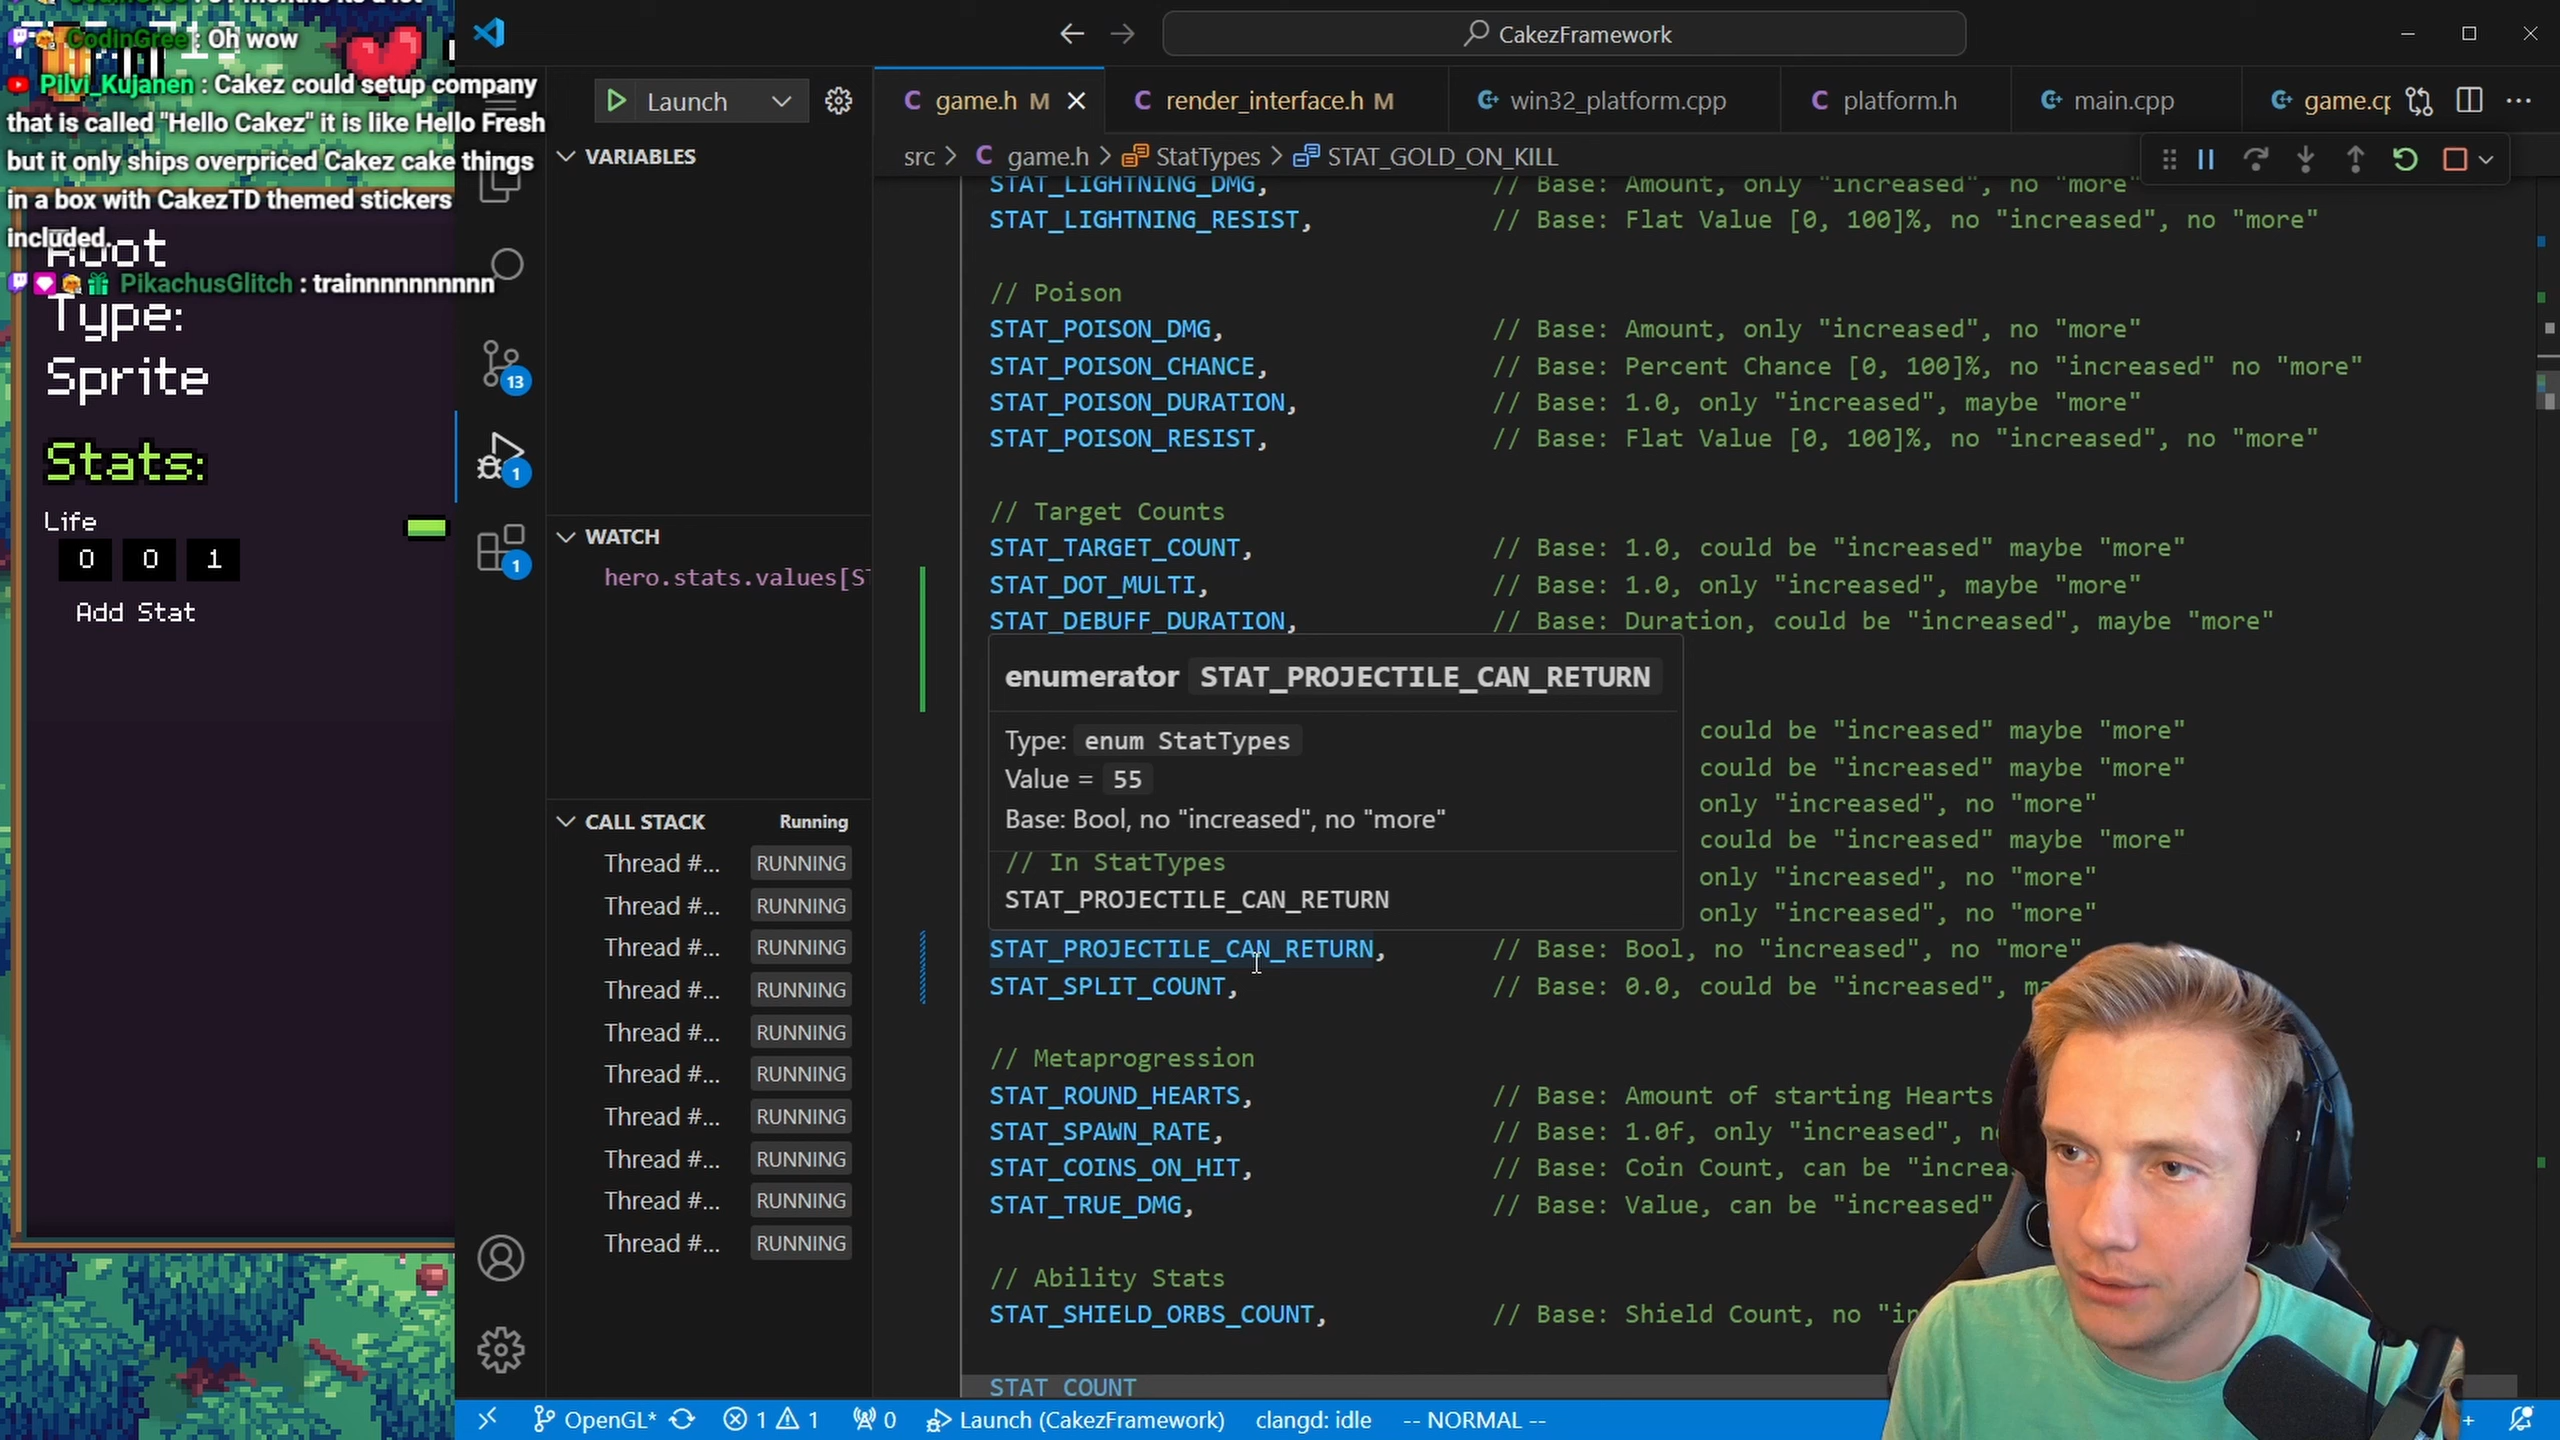 CodinGree : Oh wow
Pilvi_Kujanen : Cakez could setup company
that is called "Hello Cakez" it is like Hello Fresh
but it only ships overpriced Cakez cake things
in a box with CakezTD themed stickers
included.
PikachusGlitch : trainnnnnnnnnn
Root
Type:
Sprite
Stats:
Life
0 0 1
Add Stat
CakezFramework
Launch
game.h M
render_interface.h M
win32_platform.cpp
platform.h
main.cpp
game.cp
VARIABLES
src > game.h > StatTypes > STAT_GOLD_ON_KILL
13
1
1
WATCH
hero.stats.values[S
CALL STACK Running
Thread #... RUNNING
Thread #... RUNNING
Thread #... RUNNING
Thread #... RUNNING
Thread #... RUNNING
Thread #... RUNNING
Thread #... RUNNING
Thread #... RUNNING
Thread #... RUNNING
Thread #... RUNNING
STAT_LIGHTNING_DMG, // Base: Amount, only "increased", no "more"
STAT_LIGHTNING_RESIST, // Base: Flat Value [0, 100]%, no "increased", no "more"
// Poison
STAT_POISON_DMG, // Base: Amount, only "increased", no "more"
STAT_POISON_CHANCE, // Base: Percent Chance [0, 100]%, no "increased" no "more"
STAT_POISON_DURATION, // Base: 1.0, only "increased", maybe "more"
STAT_POISON_RESIST, // Base: Flat Value [0, 100]%, no "increased", no "more"
// Target Counts
STAT_TARGET_COUNT, // Base: 1.0, could be "increased" maybe "more"
STAT_DOT_MULTI, // Base: 1.0, only "increased", maybe "more"
STAT_DEBUFF_DURATION, // Base: Duration, could be "increased", maybe "more"
enumerator STAT_PROJECTILE_CAN_RETURN
Type: enum StatTypes
Value = 55
Base: Bool, no "increased", no "more"
// In StatTypes
STAT_PROJECTILE_CAN_RETURN
could be "increased" maybe "more"
could be "increased" maybe "more"
only "increased", no "more"
could be "increased" maybe "more"
only "increased", no "more"
only "increased", no "more"
STAT_PROJECTILE_CAN_RETURN, // Base: Bool, no "increased", no "more"
STAT_SPLIT_COUNT, // Base: 0.0, could be "increased",
// Metaprogression
STAT_ROUND_HEARTS, // Base: Amount of starting Hearts
STAT_SPAWN_RATE, // Base: 1.0f, only "increased",
STAT_COINS_ON_HIT, // Base: Coin Count, can be "increa
STAT_TRUE_DMG, // Base: Value, can be "increased"
// Ability Stats
STAT_SHIELD_ORBS_COUNT, // Base: Shield Count, no "in
STAT_COUNT
OpenGL* 1 1 0 Launch (CakezFramework) clangd: idle -- NORMAL --